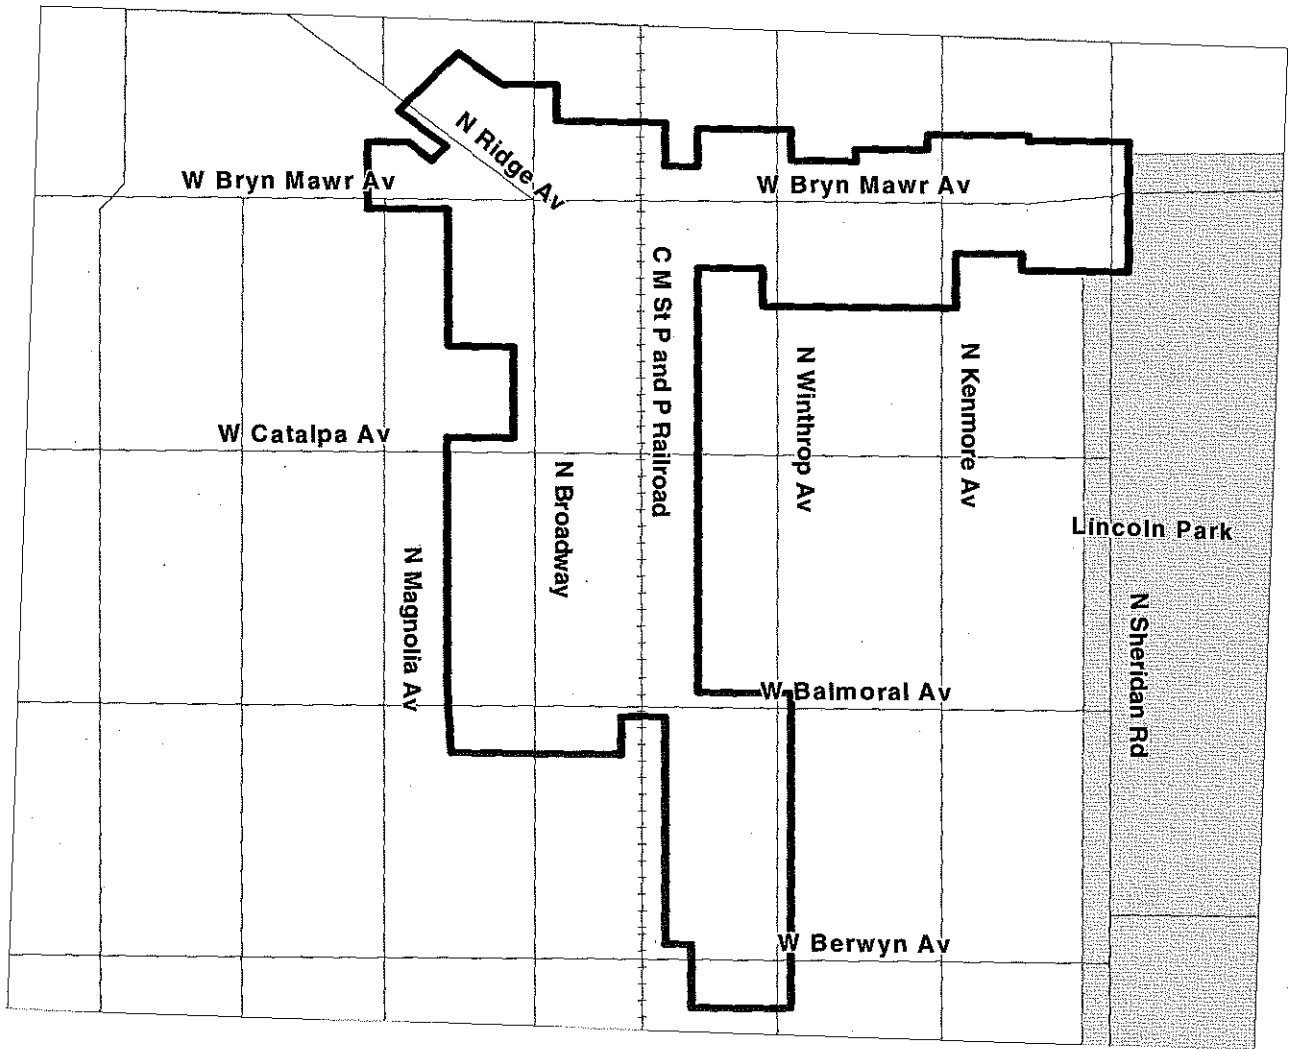 N Ridge Av
W Bryn Mawr Av
W Bryn Mawr Av
C M St P and P Railroad
N Winthrop Av
N Kenmore Av
W Catalpa Av
N Broadway
Lincoln Park
N Magnolia Av
N Sheridan Rd
W Balmoral Av
W Berwyn Av